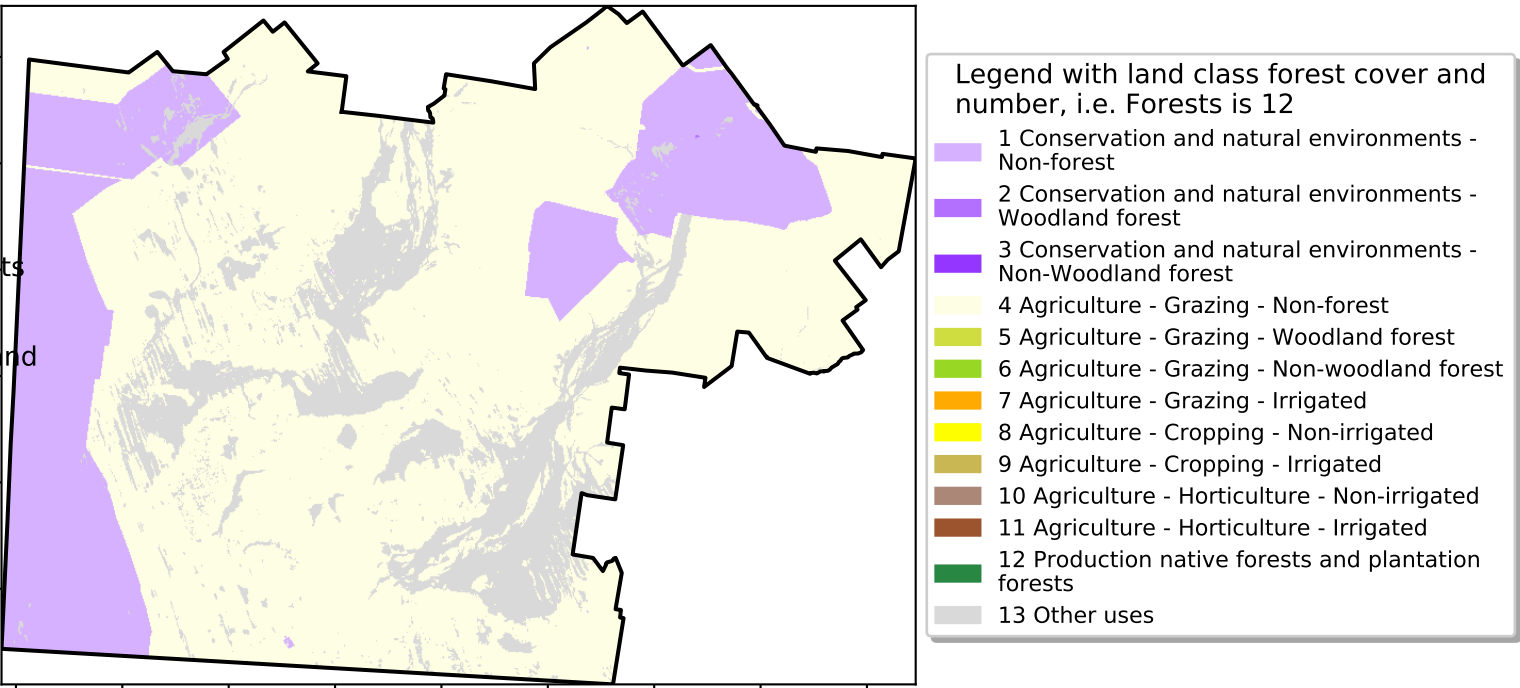 ts
nd
Legend with land class forest cover and
number, i.e. Forests is 12
1 Conservation and natural environments -
Non-forest
2 Conservation and natural environments -
Woodland forest
3 Conservation and natural environments -
Non-Woodland forest
4 Agriculture - Grazing - Non-forest
5 Agriculture - Grazing - Woodland forest
6 Agriculture - Grazing - Non-woodland forest
7 Agriculture - Grazing - Irrigated
8 Agriculture - Cropping - Non-irrigated
9 Agriculture - Cropping - Irrigated
10 Agriculture - Horticulture - Non-irrigated
11 Agriculture - Horticulture - Irrigated
12 Production native forests and plantation
forests
13 Other uses